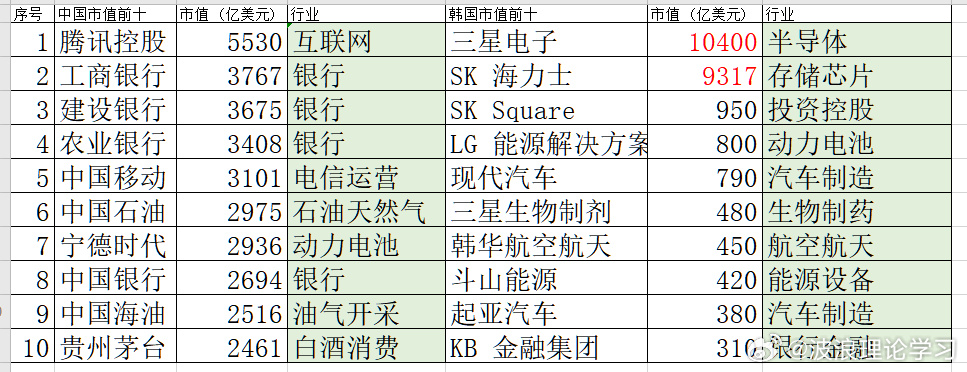 序号 中国市值前十 市值（亿美元） 行业 韩国市值前十 市值（亿美元） 行业
1 腾讯控股 5530 互联网 三星电子 10400 半导体
2 工商银行 3767 银行 SK 海力士 9317 存储芯片
3 建设银行 3675 银行 SK Square 950 投资控股
4 农业银行 3408 银行 LG 能源解决方案 800 动力电池
5 中国移动 3101 电信运营 现代汽车 790 汽车制造
6 中国石油 2975 石油天然气 三星生物制剂 480 生物制药
7 宁德时代 2936 动力电池 韩华航空航天 450 航空航天
8 中国银行 2694 银行 斗山能源 420 能源设备
9 中国海油 2516 油气开采 起亚汽车 380 汽车制造
10 贵州茅台 2461 白酒消费 KB 金融集团 310 银行金融
@波浪理论学习